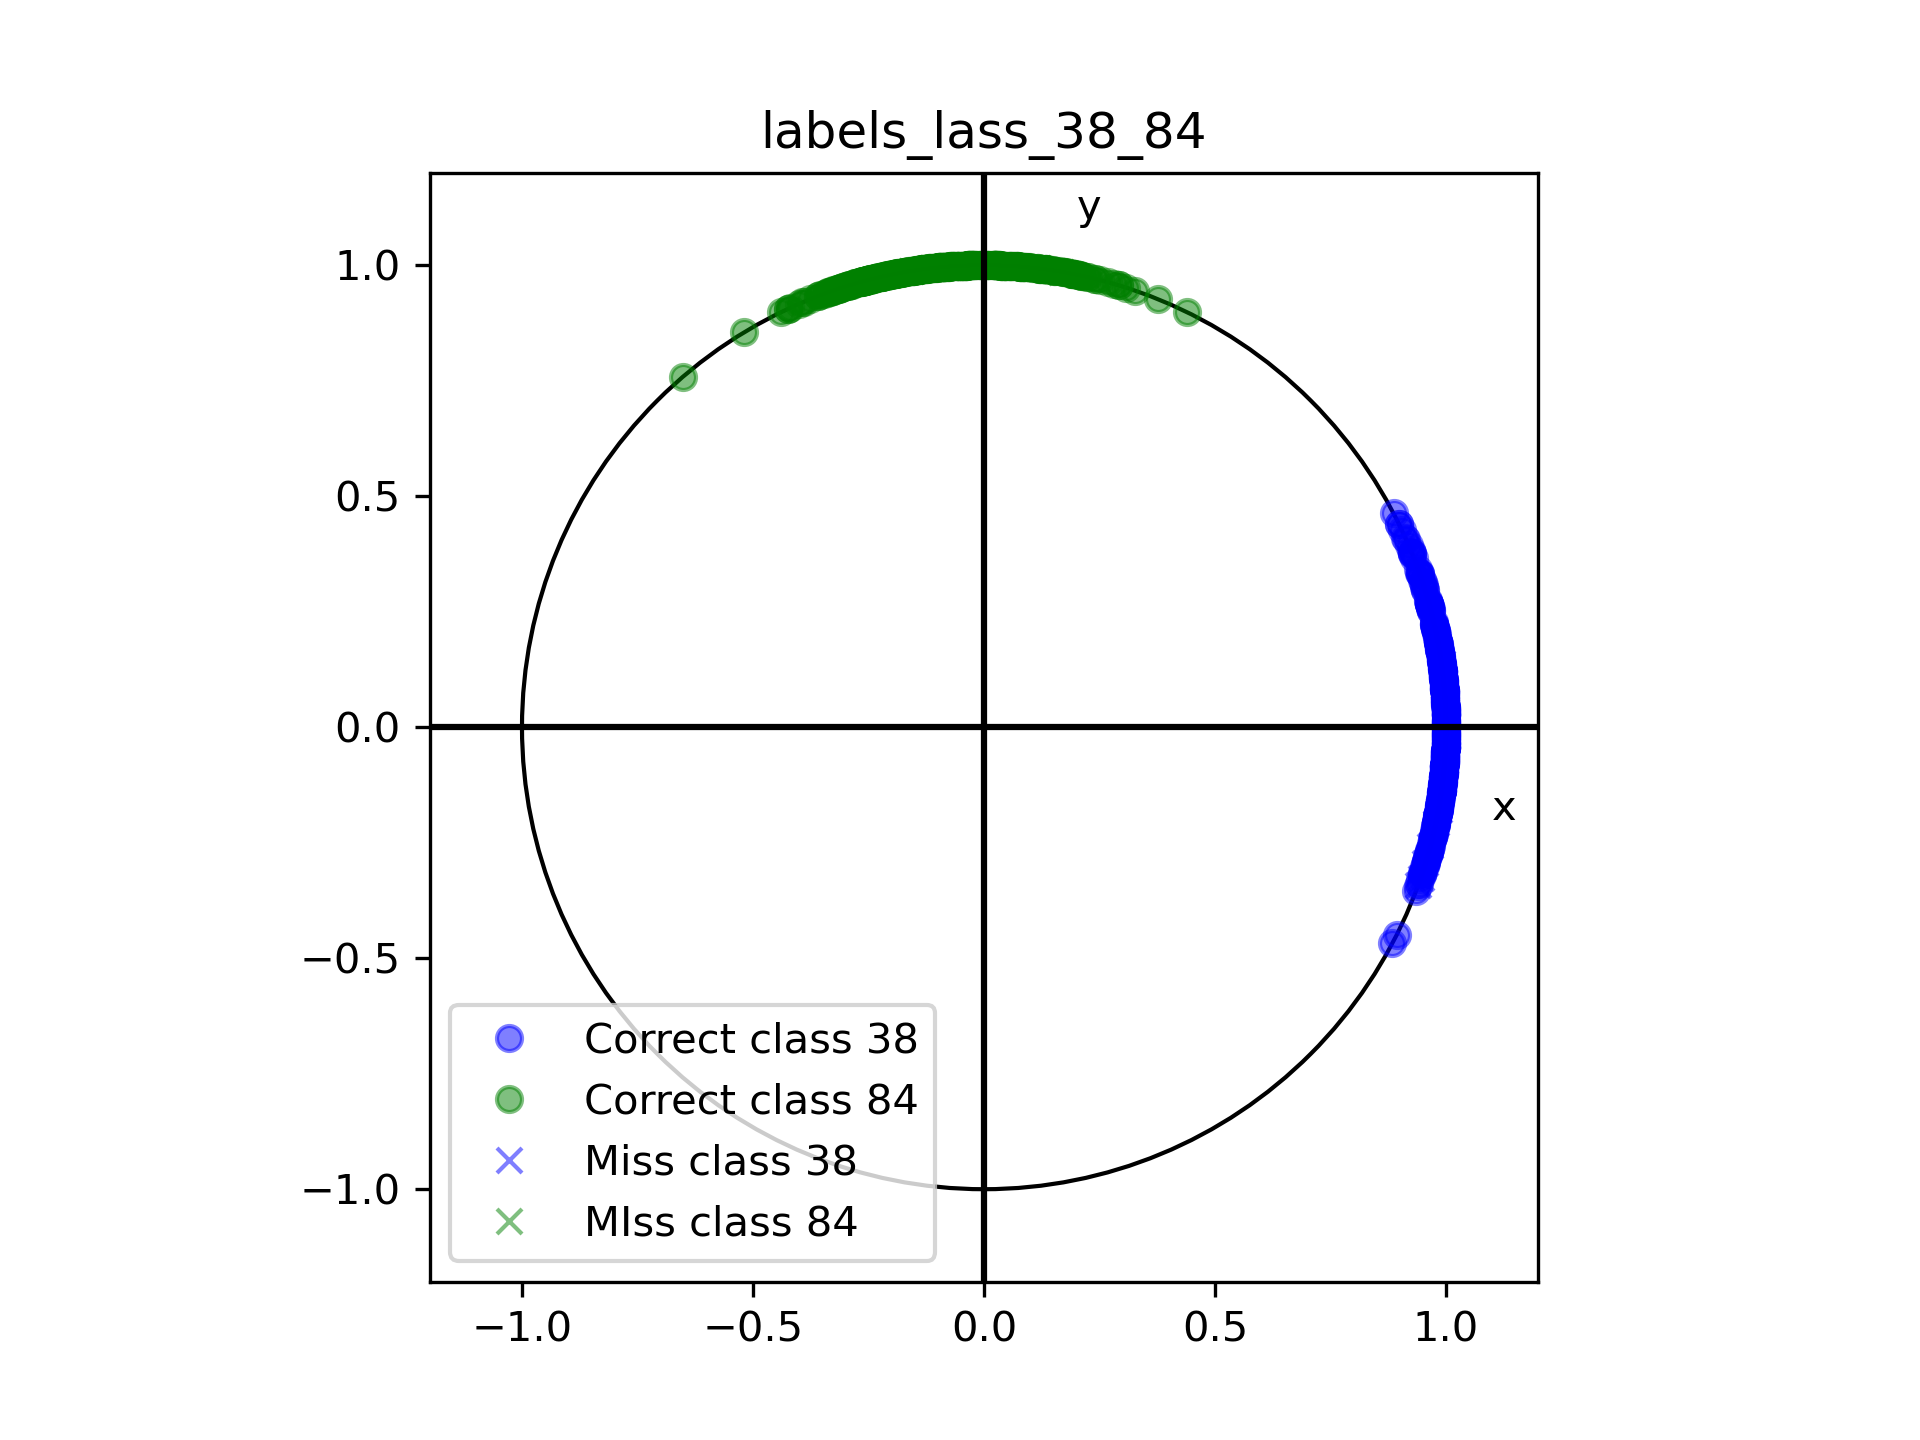 labels_lass_38_84
y
1.0
0.5
0.0
−0.5
−1.0
x
Correct class 38
Correct class 84
Miss class 38
MIss class 84
−1.0 −0.5 0.0 0.5 1.0